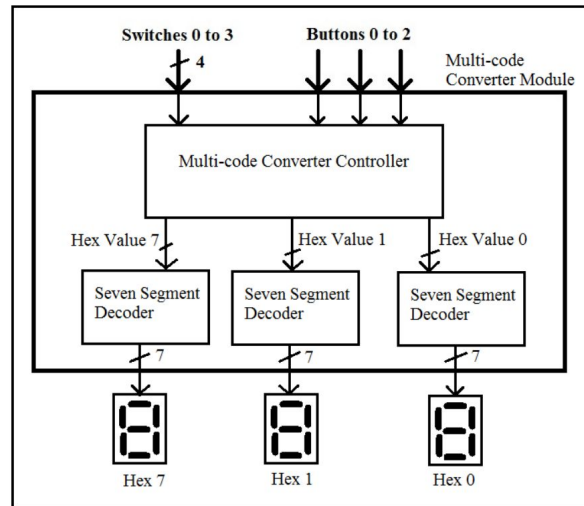 Switches 0 to 3
Buttons 0 to 2
4
Multi-code
Converter Module
Multi-code Converter Controller
Hex Value 7
Hex Value 1
Hex Value 0
Seven Segment
Decoder
Seven Segment
Decoder
Seven Segment
Decoder
7
7
7
Hex 7
Hex 1
Hex 0